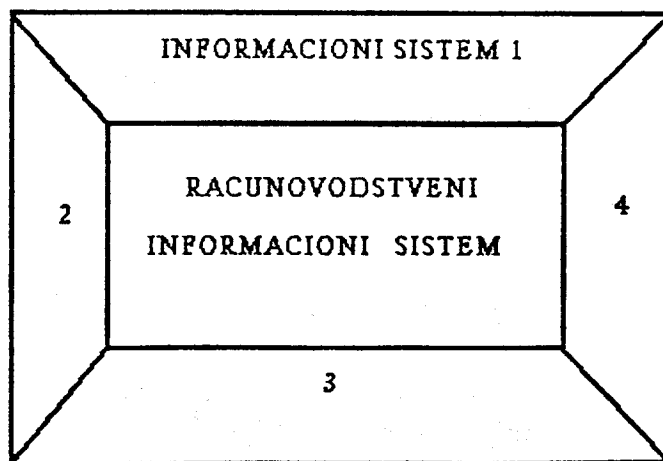 INFORMACIONI SISTEM 1
RACUNOVODSTVENI
2
4
INFORMACIONI SISTEM
3